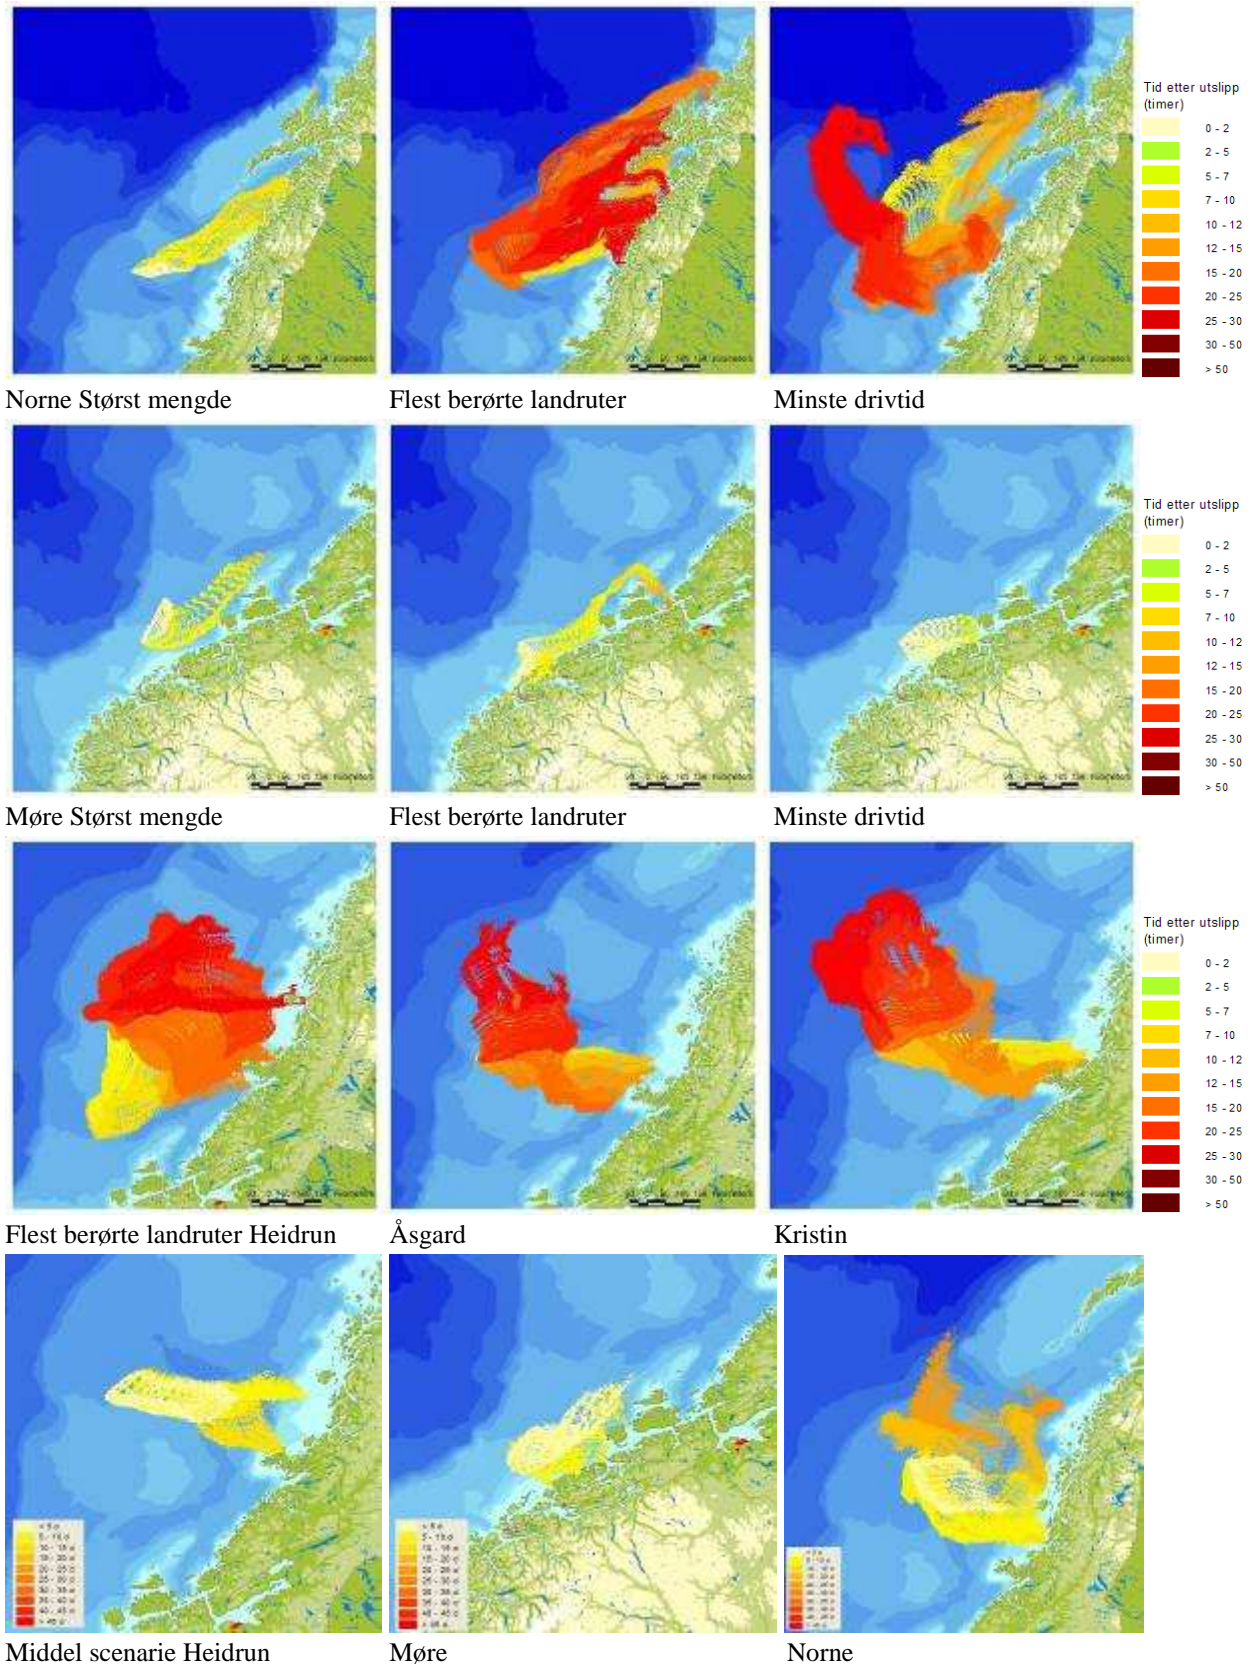 Tid etter utslipp
(timer)
0 - 2
2 - 5
5 - 7
7 - 10
10 - 12
12 - 15
15 - 20
20 - 25
25 - 30
30 - 50
> 50
Norne Størst mengde
Flest berørte landruter
Minste drivtid
Tid etter utslipp
(timer)
0 - 2
2 - 5
5 - 7
7 - 10
10 - 12
12 - 15
15 - 20
20 - 25
25 - 30
30 - 50
> 50
Møre Størst mengde
Flest berørte landruter
Minste drivtid
Tid etter utslipp
(timer)
0 - 2
2 - 5
5 - 7
7 - 10
10 - 12
12 - 15
15 - 20
20 - 25
25 - 30
30 - 50
> 50
Flest berørte landruter Heidrun
Åsgard
Kristin
Middel scenarie Heidrun
Møre
Norne